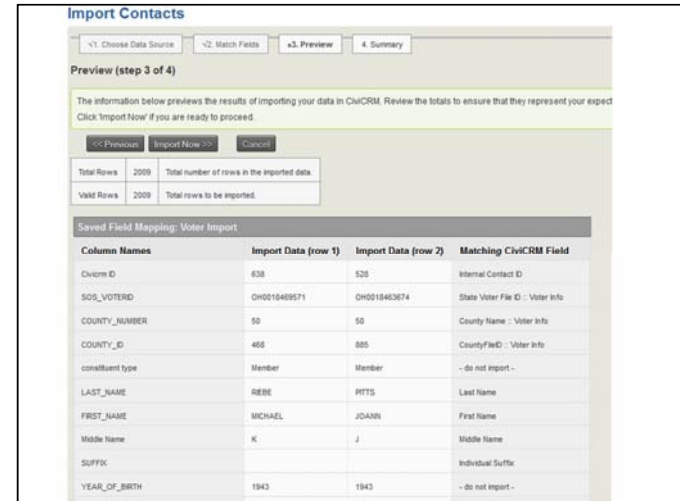 Import Contacts
√1. Choose Data Source √2. Match Fields »3. Preview 4. Summary
Preview (step 3 of 4)
The information below previews the results of importing your data in CiviCRM. Review the totals to ensure that they represent your expect
Click 'Import Now' if you are ready to proceed.
<< Previous Import Now >> Cancel
Total Rows 2009 Total number of rows in the imported data.
Valid Rows 2009 Total rows to be imported.
Saved Field Mapping: Voter Import
Column Names Import Data (row 1) Import Data (row 2) Matching CiviCRM Field
Civicrm ID 638 528 Internal Contact ID
SOS_VOTERID OH0018469571 OH0018463674 State Voter File ID :: Voter Info
COUNTY_NUMBER 50 50 County Name :: Voter Info
COUNTY_ID 468 885 CountyFileID :: Voter Info
constituent type Member Member - do not import -
LAST_NAME RIEBE PITTS Last Name
FIRST_NAME MICHAEL JOANN First Name
Middle Name K J Middle Name
SUFFIX Individual Suffix
YEAR_OF_BIRTH 1943 1943 - do not import -